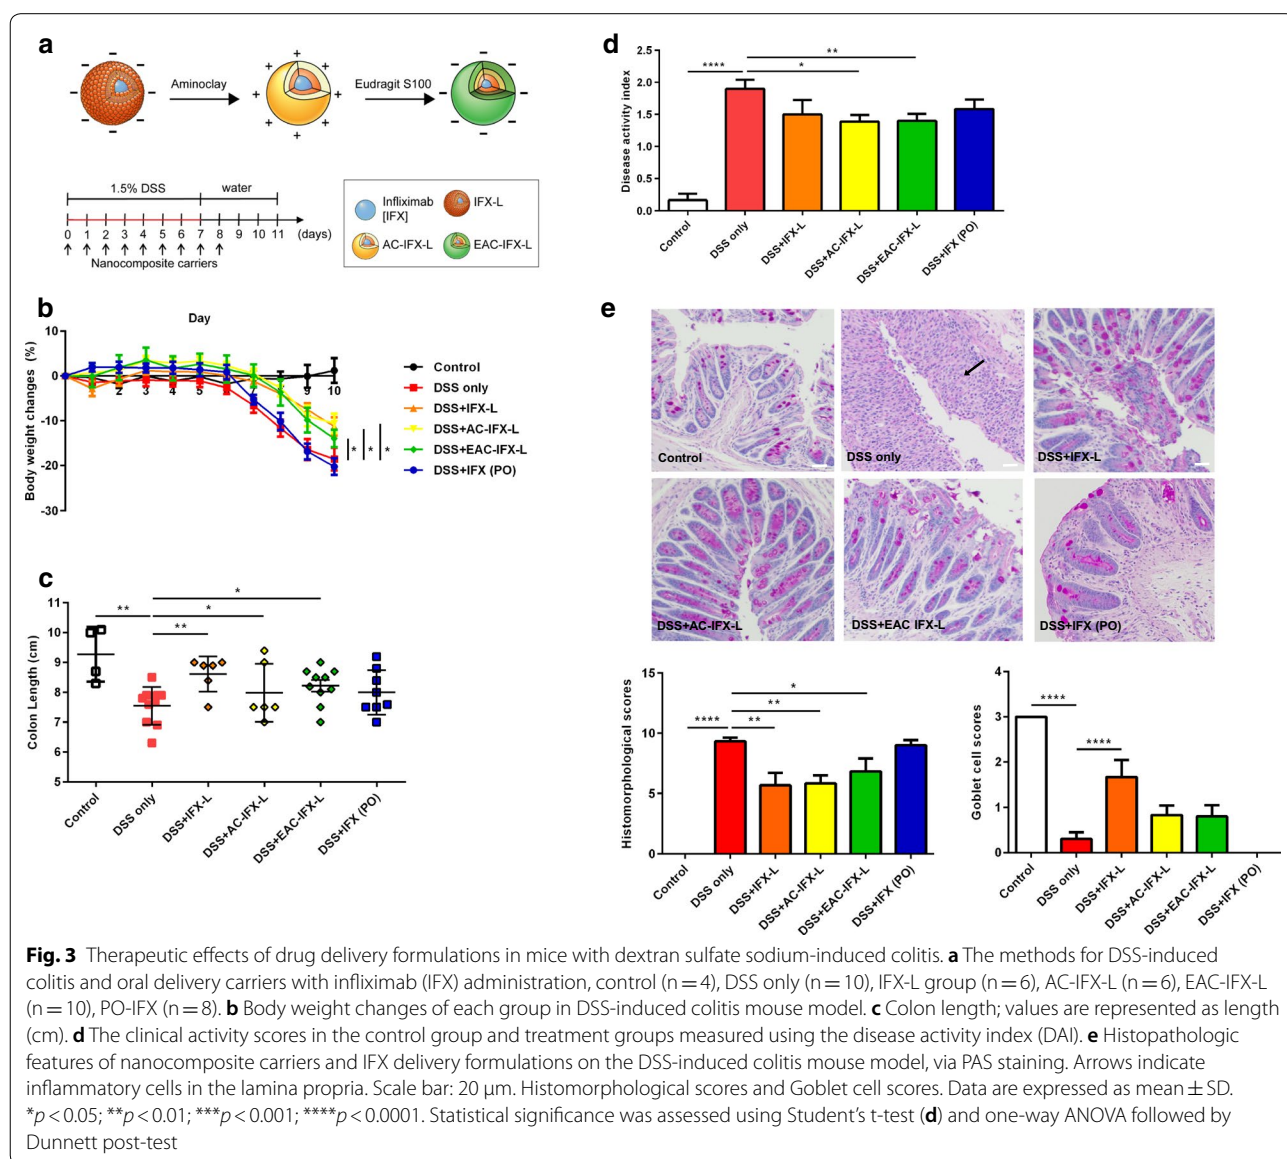 a
Aminoclay
Eudragit S100
1.5% DSS
water
0 1 2 3 4 5 6 7 8 9 10 11 (days)
Nanocomposite carriers
Infliximab
[IFX]
IFX-L
AC-IFX-L
EAC-IFX-L
b
Day
Body weight changes (%)
10
0
-10
-20
-30
2 3 4 5 9 10
Control
DSS only
DSS+IFX-L
DSS+AC-IFX-L
DSS+EAC-IFX-L
DSS+IFX (PO)
* * *
c
Colon Length (cm)
11
10
9
8
7
6
5
*
** *
**
Control
DSS only
DSS+IFX-L
DSS+AC-IFX-L
DSS+EAC-IFX-L
DSS+IFX (PO)
d
Disease activity index
2.5
2.0
1.5
1.0
0.5
0.0
**
**** *
Control
DSS only
DSS+IFX-L
DSS+AC-IFX-L
DSS+EAC-IFX-L
DSS+IFX (PO)
e
Control
DSS only
DSS+IFX-L
DSS+AC-IFX-L
DSS+EAC IFX-L
DSS+IFX (PO)
Histomorphological scores
15
10
5
0
*
**
**** **
Control
DSS only
DSS+IFX-L
DSS+AC-IFX-L
DSS+EAC-IFX-L
DSS+IFX (PO)
Goblet cell scores
4
3
2
1
0
****
****
Control
DSS only
DSS+IFX-L
DSS+AC-IFX-L
DSS+EAC-IFX-L
DSS+IFX (PO)
Fig. 3 Therapeutic effects of drug delivery formulations in mice with dextran sulfate sodium-induced colitis. a The methods for DSS-induced
colitis and oral delivery carriers with infliximab (IFX) administration, control (n = 4), DSS only (n = 10), IFX-L group (n = 6), AC-IFX-L (n = 6), EAC-IFX-L
(n = 10), PO-IFX (n = 8). b Body weight changes of each group in DSS-induced colitis mouse model. c Colon length; values are represented as length
(cm). d The clinical activity scores in the control group and treatment groups measured using the disease activity index (DAI). e Histopathologic
features of nanocomposite carriers and IFX delivery formulations on the DSS-induced colitis mouse model, via PAS staining. Arrows indicate
inflammatory cells in the lamina propria. Scale bar: 20 μm. Histomorphological scores and Goblet cell scores. Data are expressed as mean ± SD.
*p < 0.05; **p < 0.01; ***p < 0.001; ****p < 0.0001. Statistical significance was assessed using Student's t-test (d) and one-way ANOVA followed by
Dunnett post-test